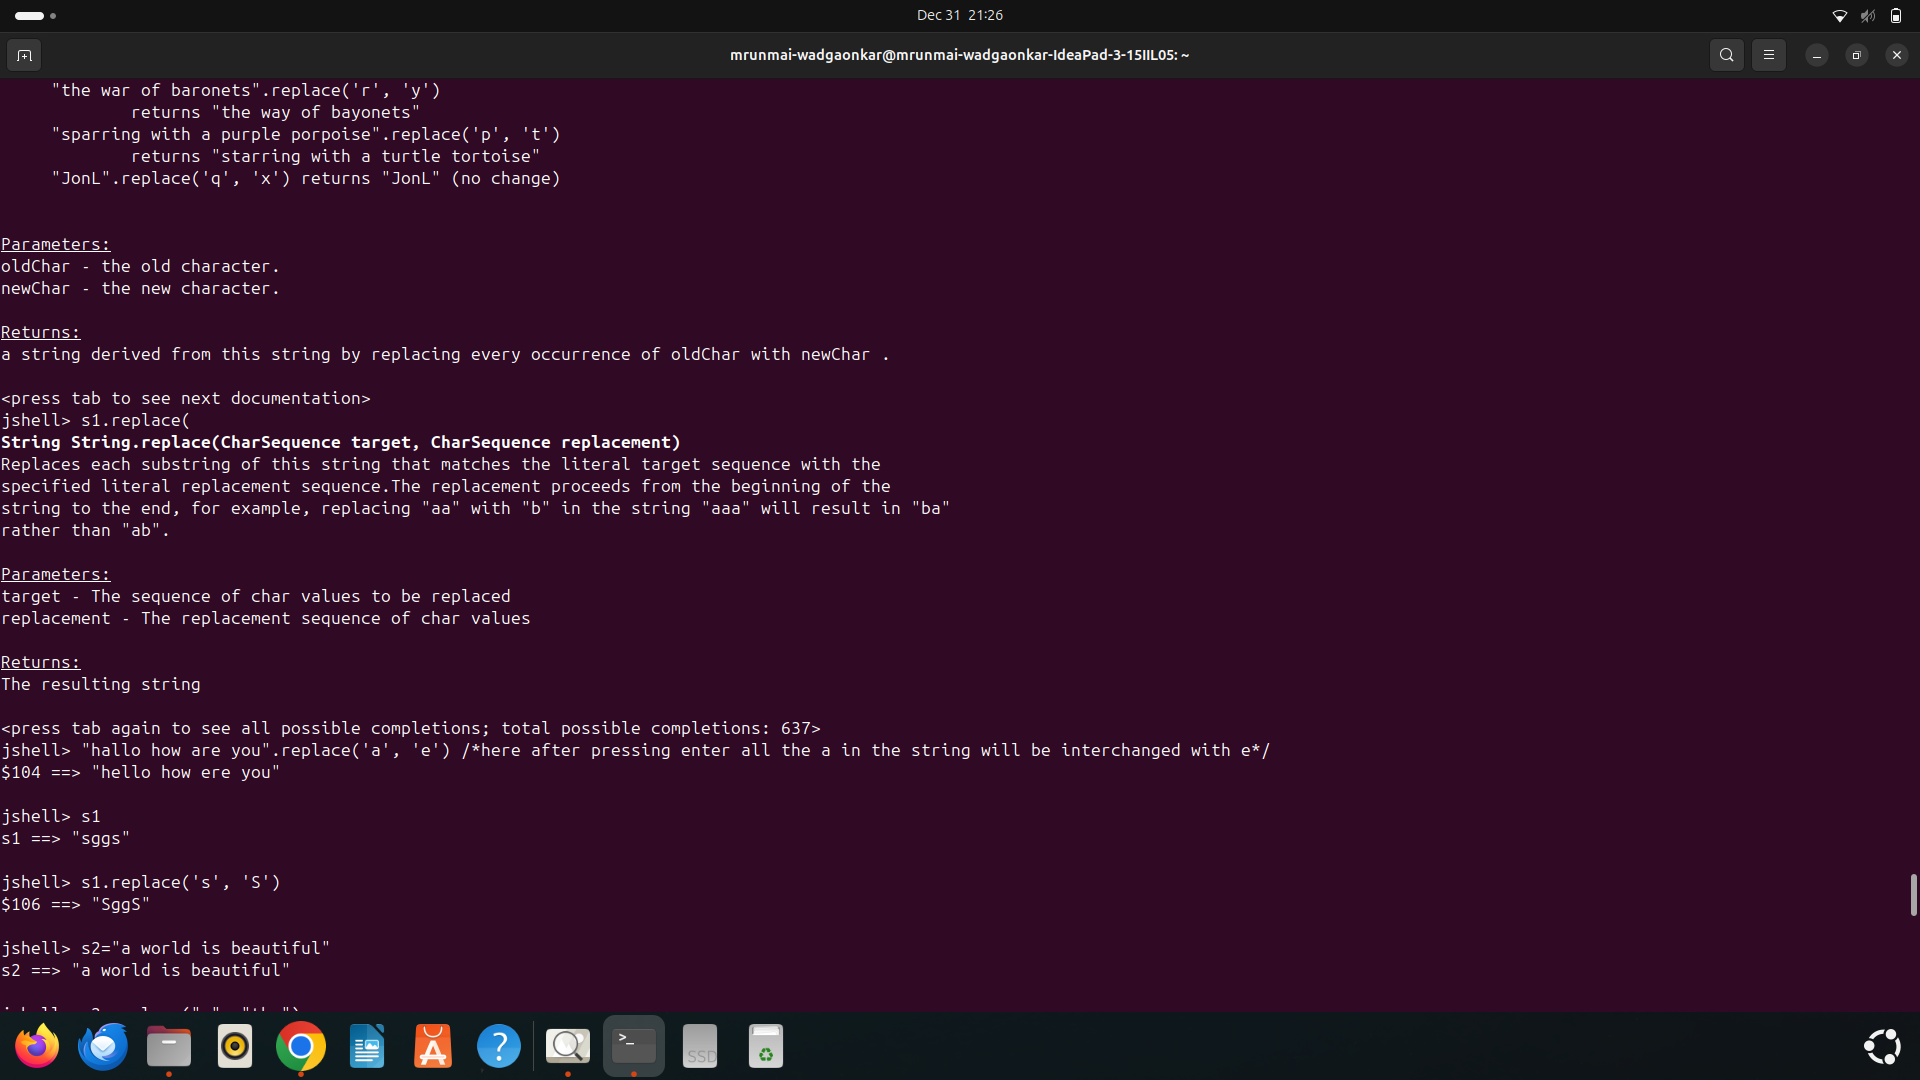 Dec 31 21:26
mrunmai-wadgaonkar@mrunmai-wadgaonkar-IdeaPad-3-15IIL05: ~
"the war of baronets".replace('r', 'y')
returns "the way of bayonets"
"sparring with a purple porpoise".replace('p', 't')
returns "starring with a turtle tortoise"
"JonL".replace('q', 'x') returns "JonL" (no change)
Parameters:
oldChar - the old character.
newChar - the new character.
Returns:
a string derived from this string by replacing every occurrence of oldChar with newChar .
<press tab to see next documentation>
jshell> s1.replace(
String String.replace(CharSequence target, CharSequence replacement)
Replaces each substring of this string that matches the literal target sequence with the
specified literal replacement sequence.The replacement proceeds from the beginning of the
string to the end, for example, replacing "aa" with "b" in the string "aaa" will result in "ba"
rather than "ab".
Parameters:
target - The sequence of char values to be replaced
replacement - The replacement sequence of char values
Returns:
The resulting string
<press tab again to see all possible completions; total possible completions: 637>
jshell> "hallo how are you".replace('a', 'e') /*here after pressing enter all the a in the string will be interchanged with e*/
$104 ==> "hello how ere you"
jshell> s1
s1 ==> "sggs"
jshell> s1.replace('s', 'S')
$106 ==> "SggS"
jshell> s2="a world is beautiful"
s2 ==> "a world is beautiful"
>_
?
SSD